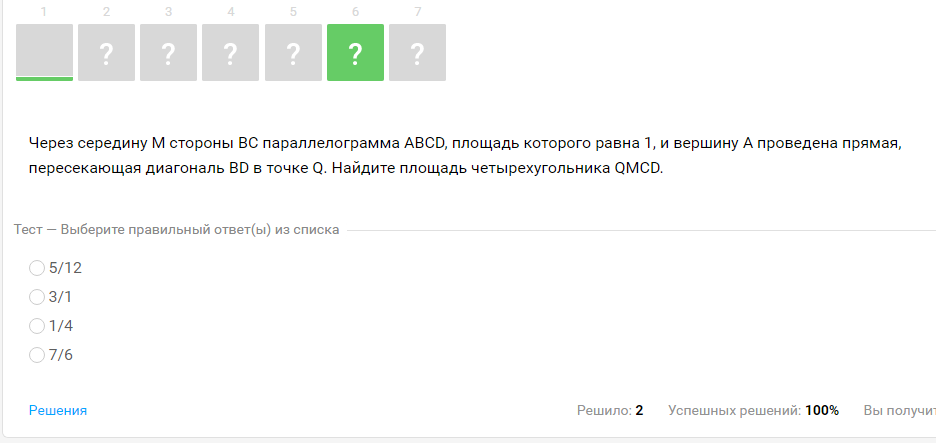 1 2 3 4 5 6 7
? ? ? ? ? ?
Через середину М стороны ВС параллелограмма ABCD, площадь которого равна 1, и вершину А проведена прямая,
пересекающая диагональ BD в точке Q. Найдите площадь четырехугольника QMCD.
Тест — Выберите правильный ответ(ы) из списка
5/12
3/1
1/4
7/6
Решения Решило: 2 Успешных решений: 100% Вы получит